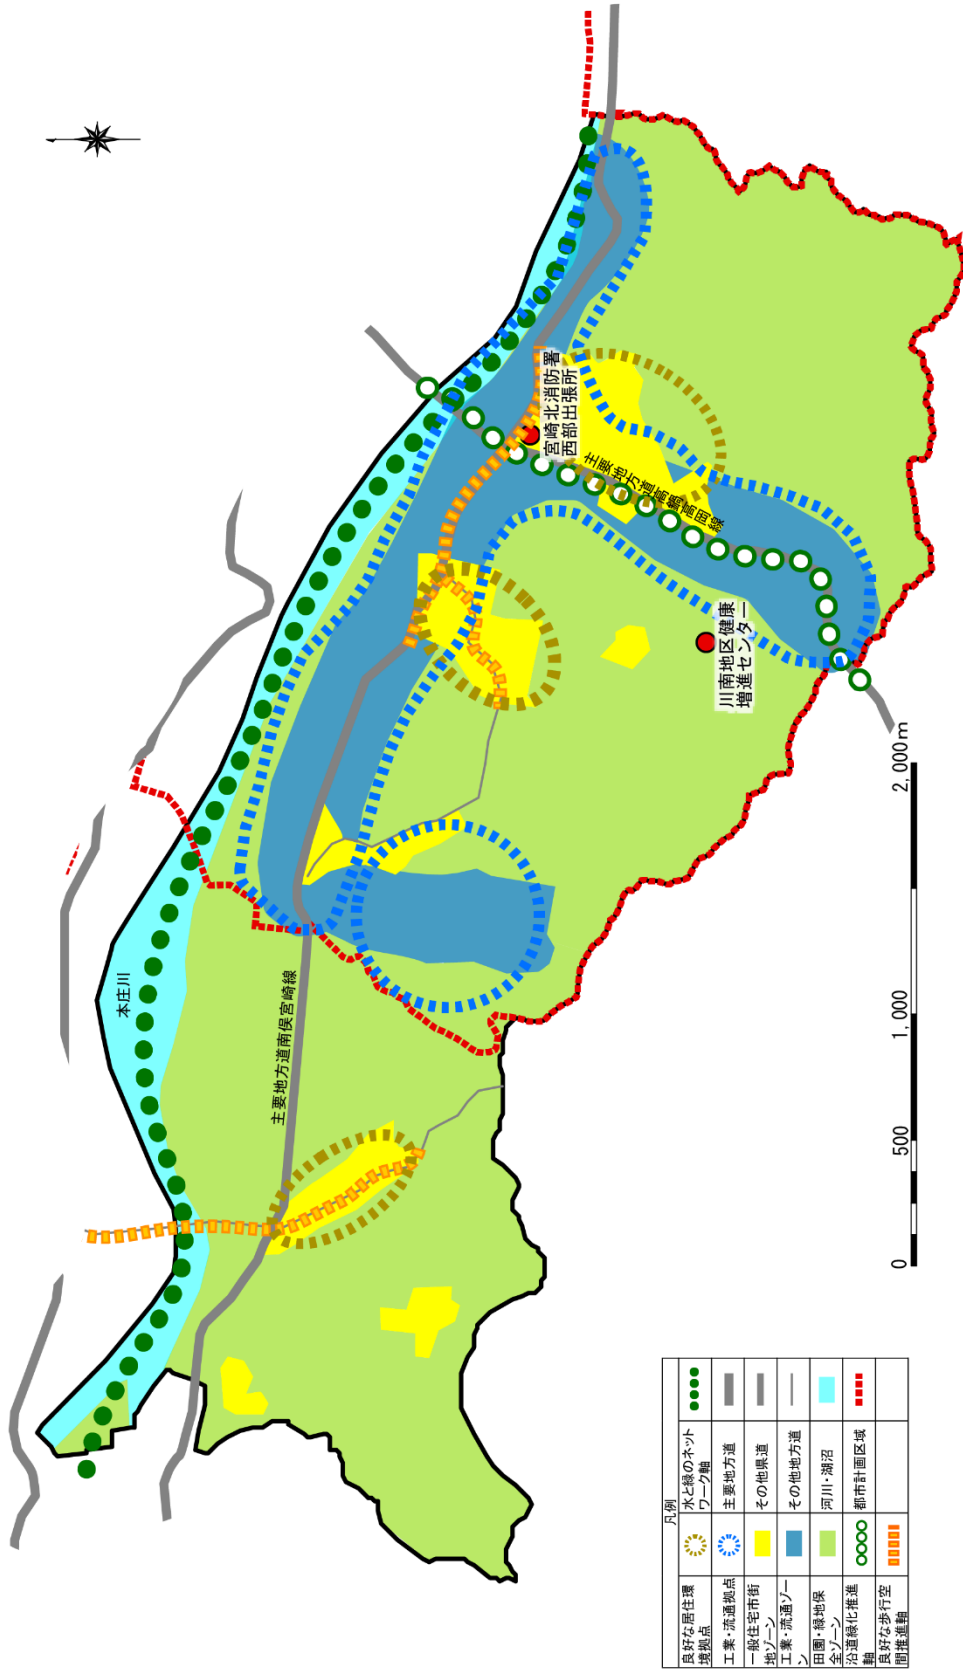 本庄川
主要地方道南俣宮崎線
宮崎北消防署
西部出張所
主要地方道高鍋高岡線
川南地区健康
増進センター
0
500
1,000
2,000m
凡例
良好な居住環
境拠点
水と緑のネット
ワーク軸
工業・流通拠点
主要地方道
一般住宅市街
地ゾーン
その他県道
工業・流通ゾー
ン
その他地方道
田園・緑地保
全ゾーン
河川・湖沼
沿道緑化推進
軸
都市計画区域
良好な歩行空
間推進軸